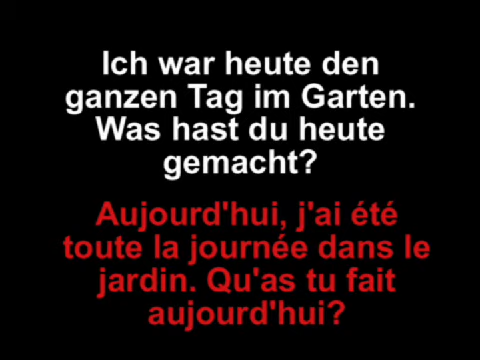 Ich war heute den
ganzen Tag im Garten.
Was hast du heute
gemacht?
Aujourd'hui, j'ai été
toute la journée dans le
jardin. Qu'as tu fait
aujourd'hui?